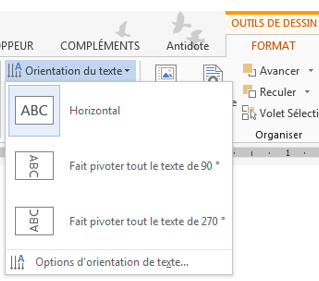 OUTILS DE DESSIN
PPEUR COMPLÉMENTS Antidote FORMAT
Orientation du texte
Avancer
Reculer
Volet Sélecti
Organiser
ABC Horizontal
1
ABC Fait pivoter tout le texte de 90 °
ABC Fait pivoter tout le texte de 270 °
Options d'orientation de texte...